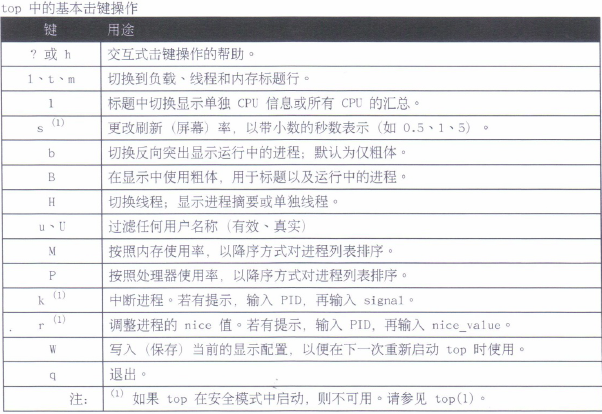 top 中的基本击键操作
键 用途
? 或 h 交互式击键操作的帮助。
l、t、m 切换到负载、线程和内存标题行。
1 标题中切换显示单独 CPU 信息或所有 CPU 的汇总。
s (1) 更改刷新（屏幕）率，以带小数的秒数表示（如 0.5、1、5）。
b 切换反向突出显示运行中的进程；默认为仅粗体。
B 在显示中使用粗体，用于标题以及运行中的进程。
H 切换线程；显示进程摘要或单独线程。
u、U 过滤任何用户名称（有效、真实）
M 按照内存使用率，以降序方式对进程列表排序。
P 按照处理器使用率，以降序方式对进程列表排序。
k (1) 中断进程。若有提示，输入 PID，再输入 signal。
r (1) 调整进程的 nice 值。若有提示，输入 PID，再输入 nice_value。
W 写入（保存）当前的显示配置，以便在下一次重新启动 top 时使用。
q 退出。
注： (1) 如果 top 在安全模式中启动，则不可用。请参见 top(1)。